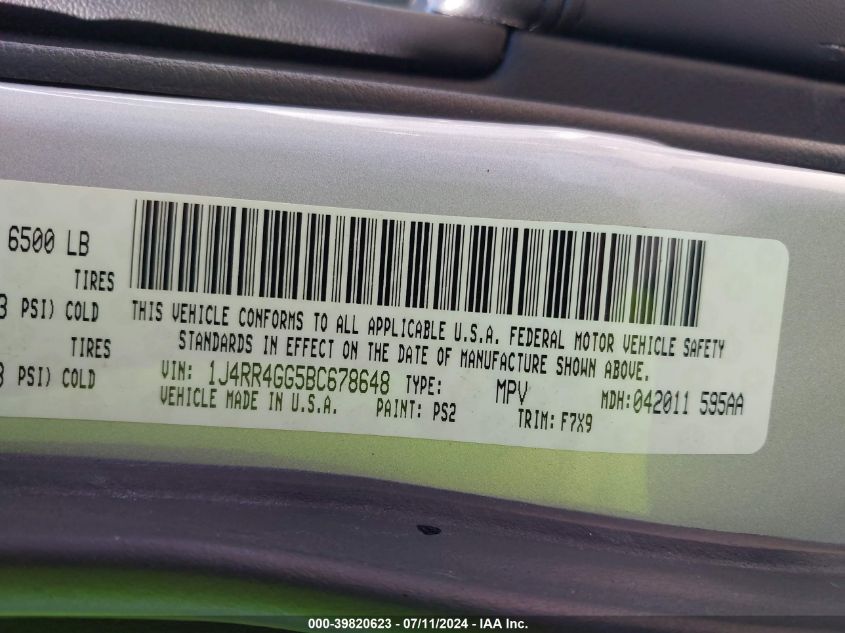 6500 LB
TIRES
PSI) COLD
THIS VEHICLE CONFORMS TO ALL APPLICABLE U.S.A. FEDERAL MOTOR VEHICLE SAFETY
STANDARDS IN EFFECT ON THE DATE OF MANUFACTURE SHOWN ABOVE.
TIRES
PSI) COLD
VIN: 1J4RR4GG5BC678648 TYPE: MPV MDH:042011 595AA
VEHICLE MADE IN U.S.A. PAINT: PS2 TRIM: F7X9
000-39820623 - 07/11/2024 - IAA Inc.